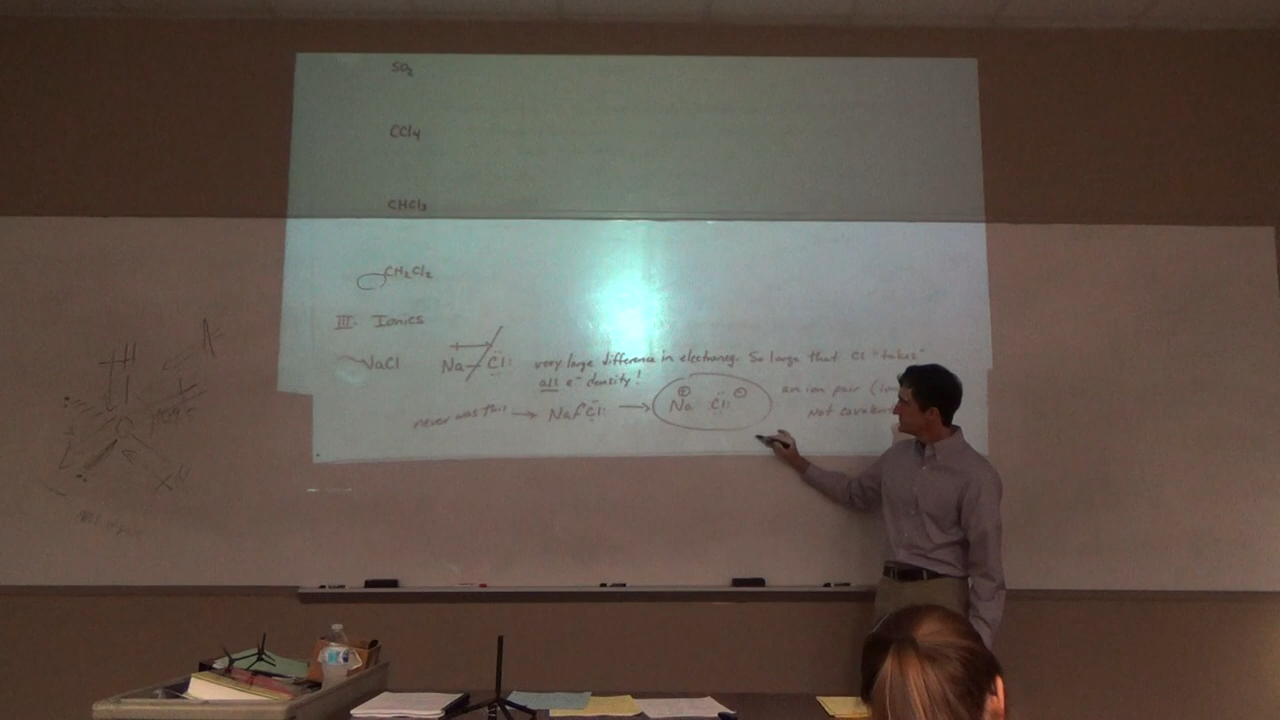 SO₂
CCl₄
CHCl₃
CH₂Cl₂
III. Ionics
NaCl Na Cl: very large difference in electroneg. So large that Cl "takes"
all e⁻ density!
never was this → Na Cl: → Na⊕ Cl:⊖ an ion pair
not covalent